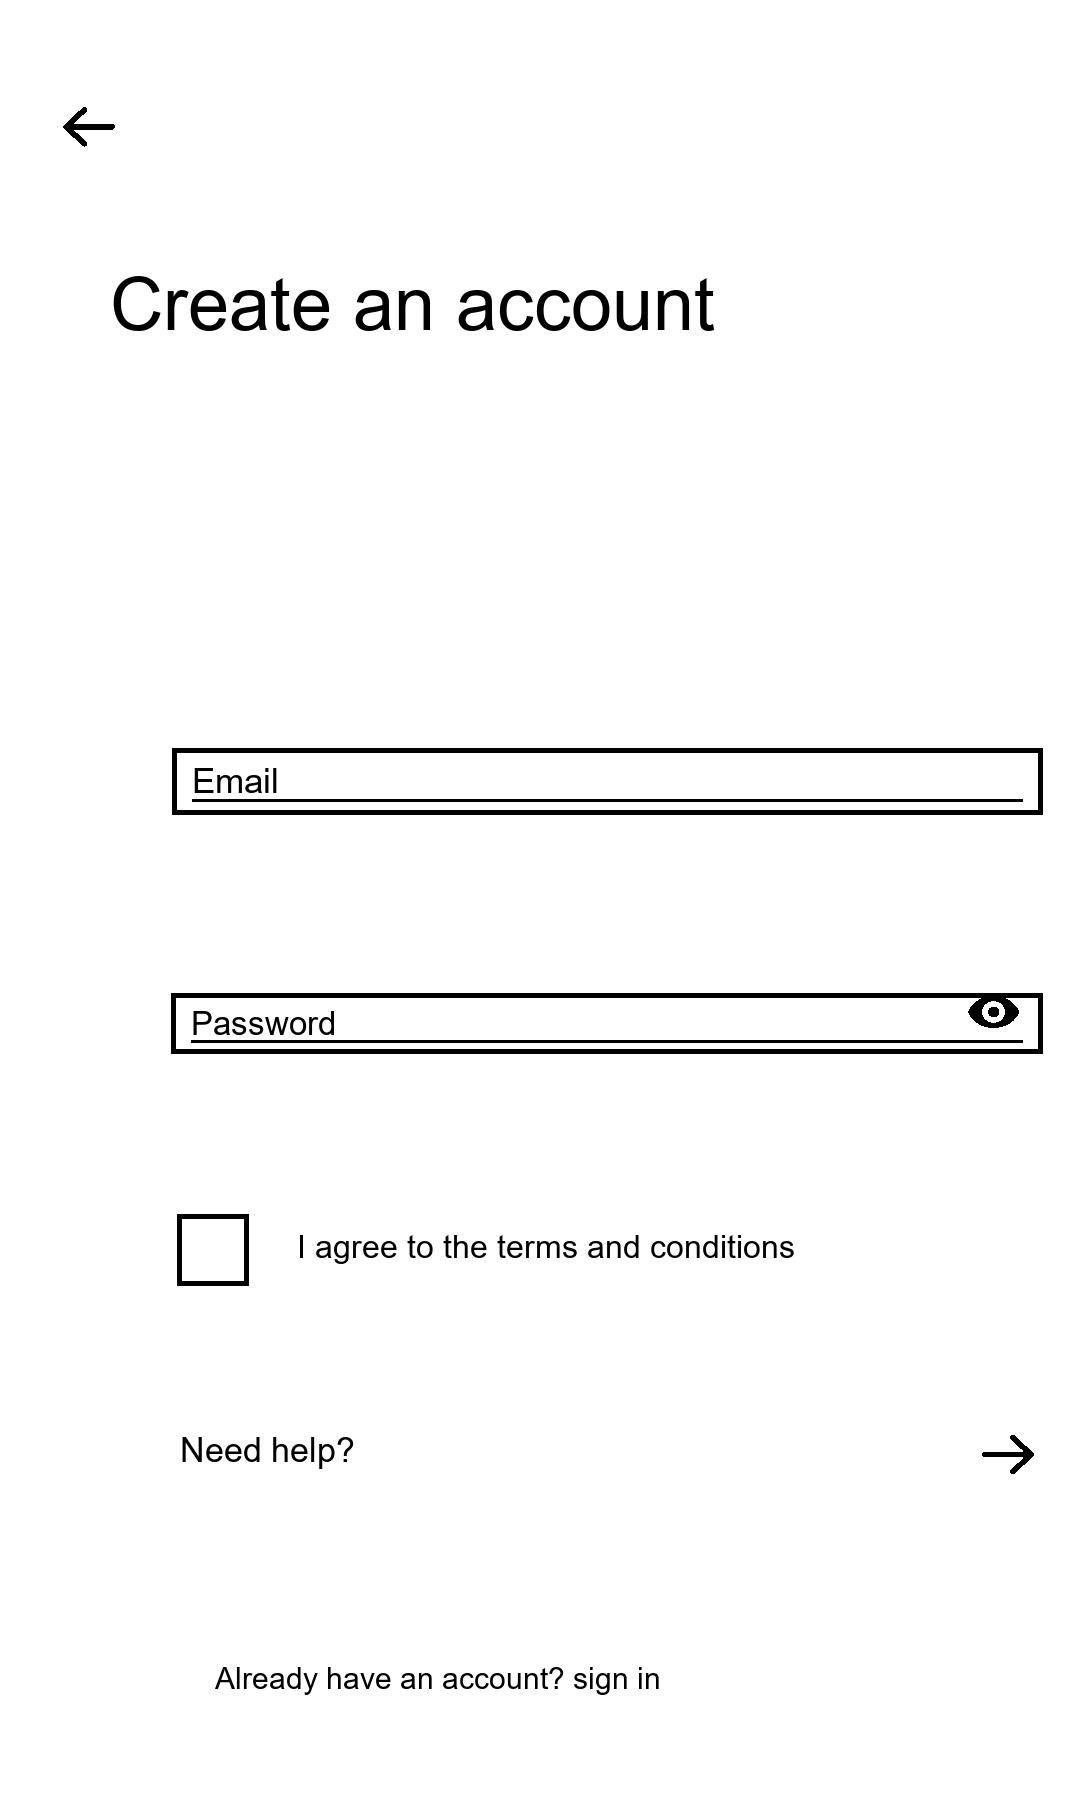 Create an account
Email
Password
I agree to the terms and conditions
Need help?
Already have an account? sign in